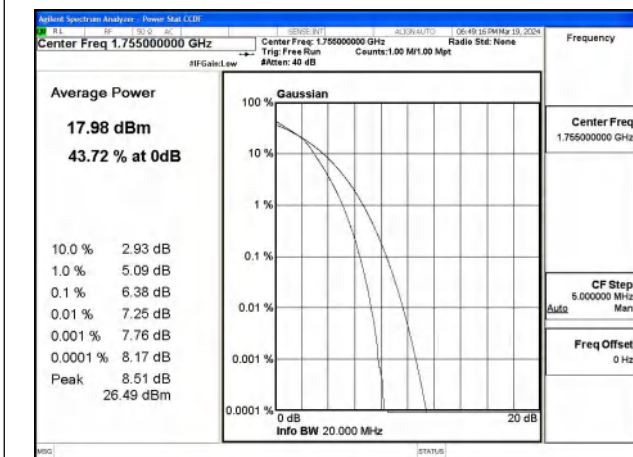 Agilent Spectrum Analyzer - Power Stat CCDF
RL RF 50 Ω AC SENSE:INT ALIGN AUTO 06:49:16 PM Mar 19, 2024
Center Freq 1.755000000 GHz
Center Freq: 1.755000000 GHz Radio Std: None
Trig: Free Run Counts:1.00 M/1.00 Mpt
#IFGain:Low #Atten: 40 dB
Frequency
Average Power
17.98 dBm
43.72 % at 0dB
10.0 % 2.93 dB
1.0 % 5.09 dB
0.1 % 6.38 dB
0.01 % 7.25 dB
0.001 % 7.76 dB
0.0001 % 8.17 dB
Peak 8.51 dB
26.49 dBm
Gaussian
100 %
10 %
1 %
0.1 %
0.01 %
0.001 %
0.0001 %
0 dB 20 dB
Info BW 20.000 MHz
Center Freq
1.755000000 GHz
CF Step
5.000000 MHz
Auto Man
Freq Offset
0 Hz
MSG STATUS